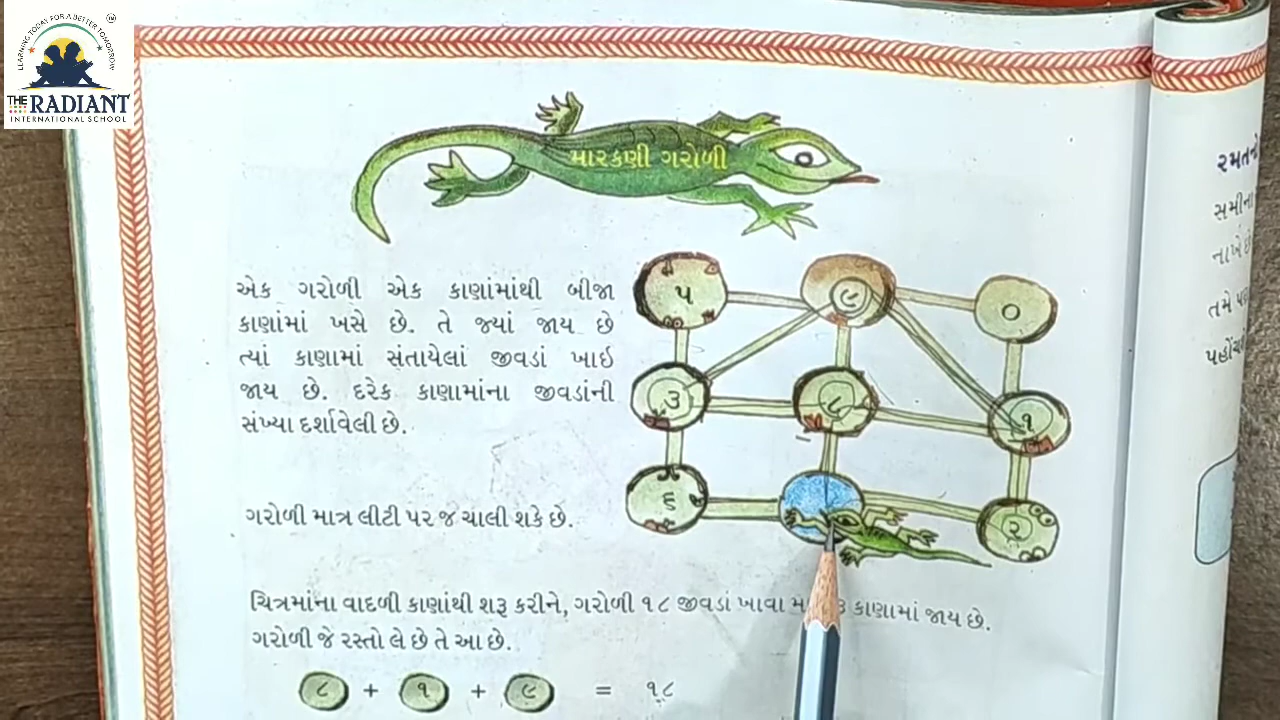 LEARNING TODAY FOR A BETTER TOMORROW
THE RADIANT
INTERNATIONAL SCHOOL
મારકણી ગરોળી
એક ગરોળી એક કાણાંમાંથી બીજા
કાણાંમાં ખસે છે. તે જ્યાં જાય છે
ત્યાં કાણામાં સંતાયેલાં જીવડાં ખાઈ
જાય છે. દરેક કાણામાંના જીવડાંની
સંખ્યા દર્શાવેલી છે.
ગરોળી માત્ર લીટી પર જ ચાલી શકે છે.
૫ ૯ ૦
૩ ૮ ૧
૬ ૨
ચિત્રમાંના વાદળી કાણાંથી શરૂ કરીને, ગરોળી ૧૮ જીવડાં ખાવા ૩ કાણામાં જાય છે.
ગરોળી જે રસ્તો લે છે તે આ છે.
૮ + ૧ + ૯ = ૧૮
રમતનો
સમીના
નાખે છે